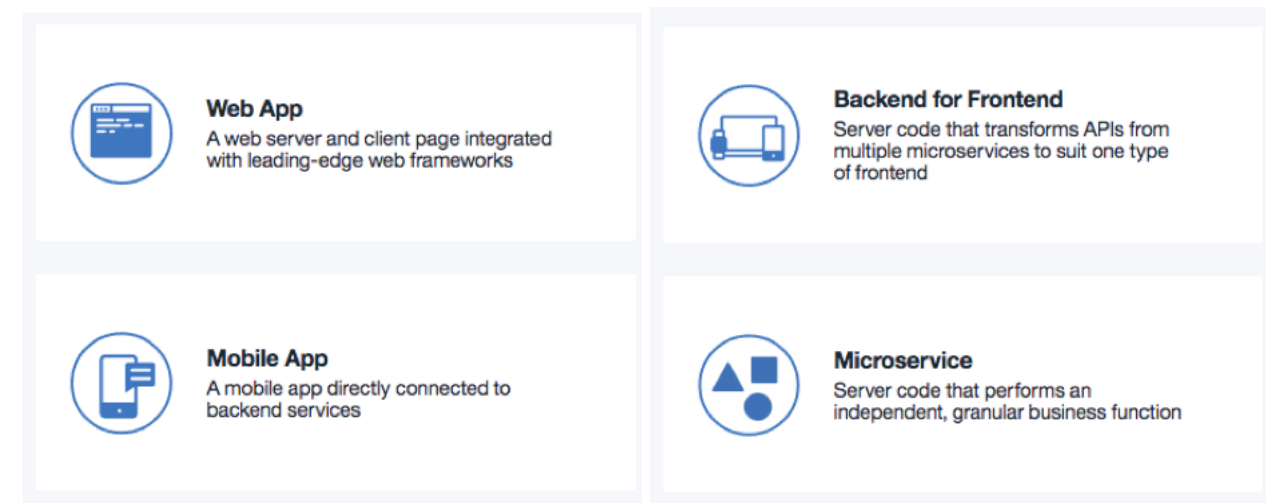 Web App
A web server and client page integrated
with leading-edge web frameworks
Backend for Frontend
Server code that transforms APIs from
multiple microservices to suit one type
of frontend
Mobile App
A mobile app directly connected to
backend services
Microservice
Server code that performs an
independent, granular business function